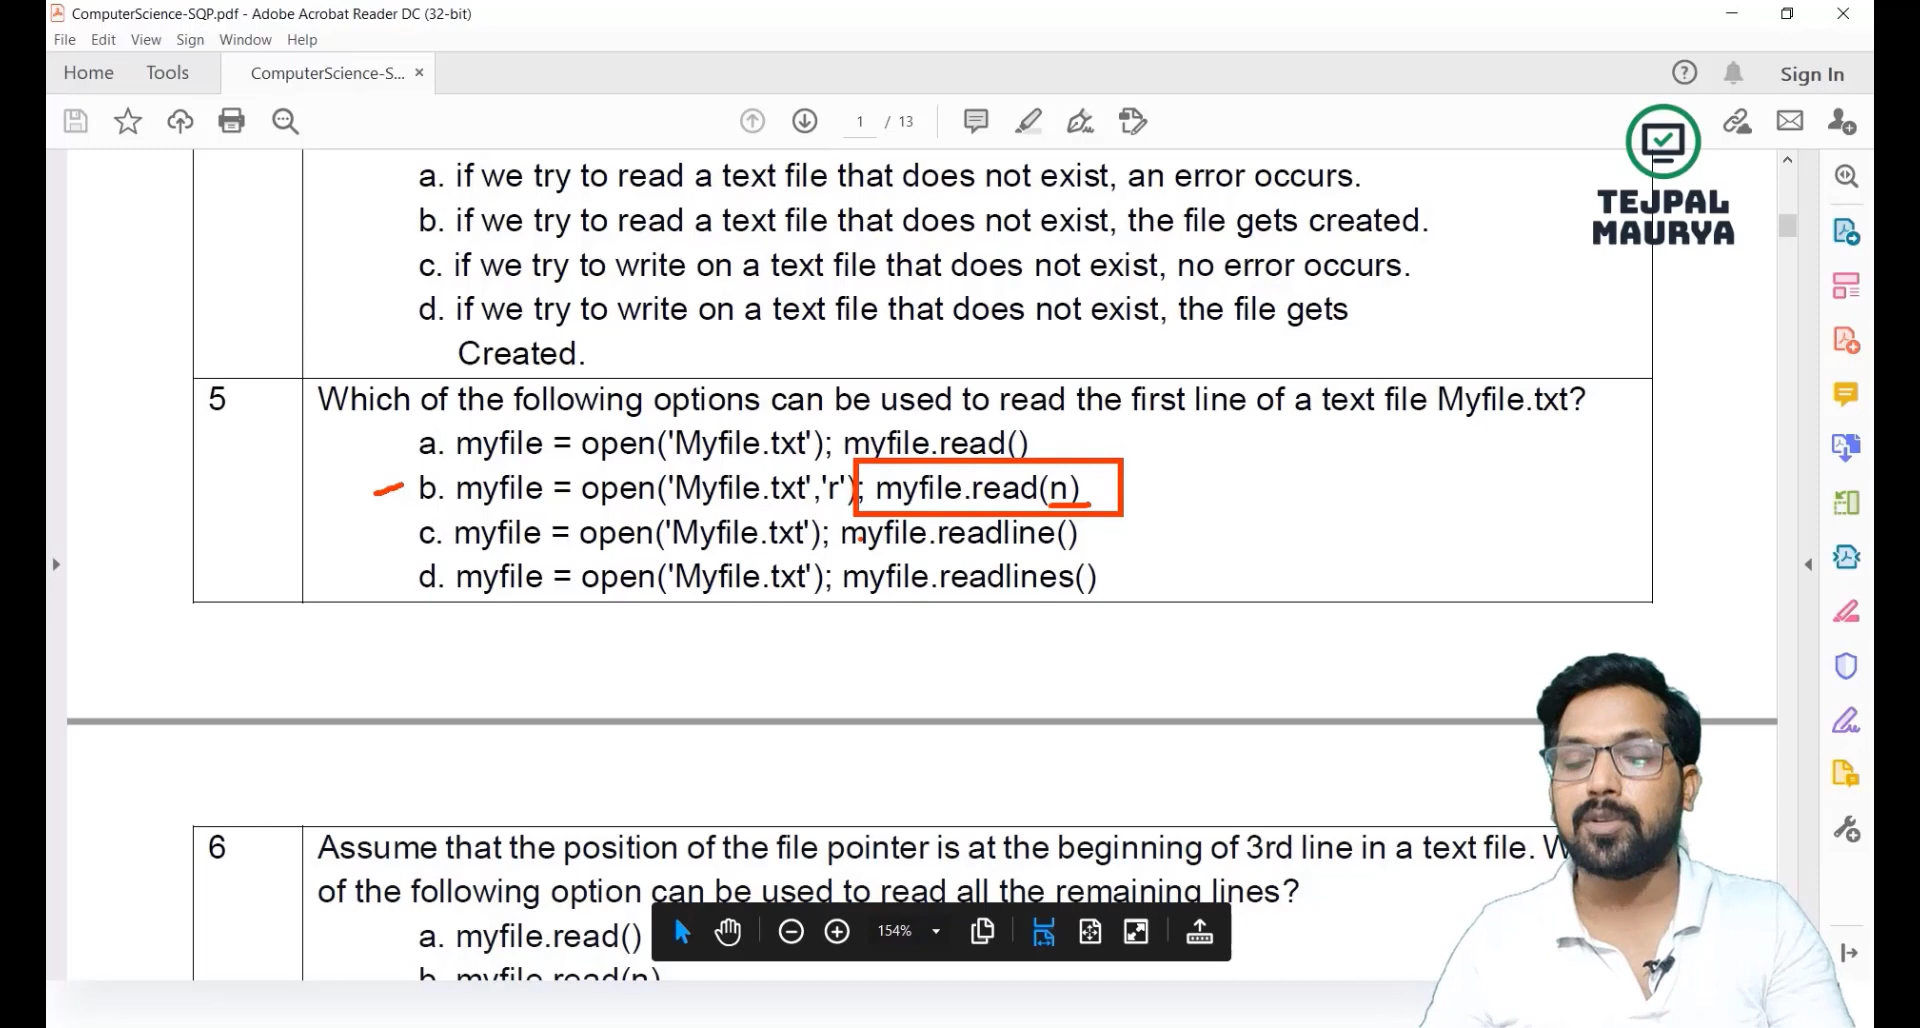 ComputerScience-SQP.pdf - Adobe Acrobat Reader DC (32-bit)
File Edit View Sign Window Help
Home Tools ComputerScience-S... ×
Sign In
1 / 13
TEJPAL
MAURYA
a. if we try to read a text file that does not exist, an error occurs.
b. if we try to read a text file that does not exist, the file gets created.
c. if we try to write on a text file that does not exist, no error occurs.
d. if we try to write on a text file that does not exist, the file gets
Created.
5 Which of the following options can be used to read the first line of a text file Myfile.txt?
a. myfile = open('Myfile.txt'); myfile.read()
b. myfile = open('Myfile.txt','r'); myfile.read(n)
c. myfile = open('Myfile.txt'); myfile.readline()
d. myfile = open('Myfile.txt'); myfile.readlines()
6 Assume that the position of the file pointer is at the beginning of 3rd line in a text file.
of the following option can be used to read all the remaining lines?
a. myfile.read()
b. myfile.read(n)
154%